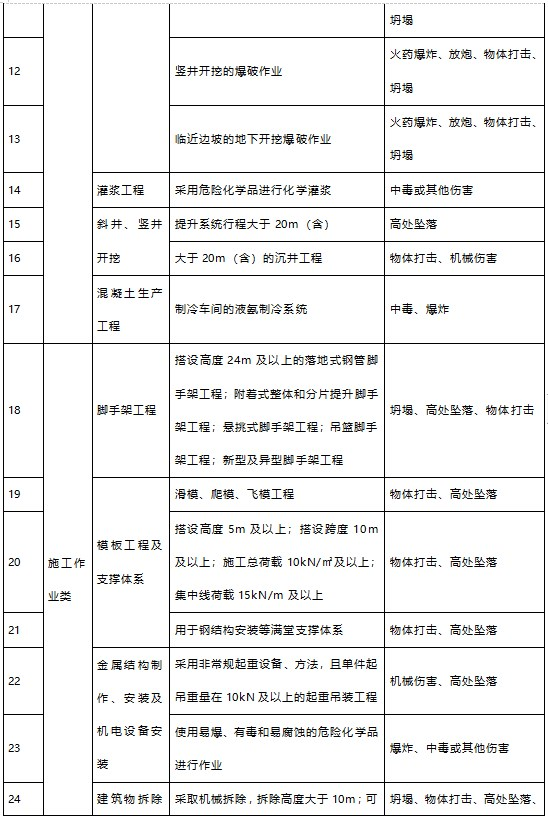 坍塌
12
竖井开挖的爆破作业
火药爆炸、放炮、物体打击、
坍塌
13
临近边坡的地下开挖爆破作业
火药爆炸、放炮、物体打击、
坍塌
14
灌浆工程
采用危险化学品进行化学灌浆
中毒或其他伤害
15
斜井、竖井
开挖
提升系统行程大于 20m（含）
高处坠落
16
大于 20m（含）的沉井工程
物体打击、机械伤害
17
混凝土生产
工程
制冷车间的液氨制冷系统
中毒、爆炸
施工作
业类
18
脚手架工程
搭设高度 24m 及以上的落地式钢管脚
手架工程；附着式整体和分片提升脚手
架工程；悬挑式脚手架工程；吊篮脚手
架工程；新型及异型脚手架工程
坍塌、高处坠落、物体打击
19
模板工程及
支撑体系
滑模、爬模、飞模工程
物体打击、高处坠落
20
搭设高度 5m 及以上；搭设跨度 10m
及以上；施工总荷载 10kN/㎡及以上；
集中线荷载 15kN/m 及以上
物体打击、高处坠落
21
用于钢结构安装等满堂支撑体系
物体打击、高处坠落
22
金属结构制
作、安装及
机电设备安
装
采用非常规起重设备、方法，且单件起
吊重量在 10kN 及以上的起重吊装工程
机械伤害、高处坠落
23
使用易爆、有毒和易腐蚀的危险化学品
进行作业
爆炸、中毒或其他伤害
24
建筑物拆除
采取机械拆除，拆除高度大于 10m；可
坍塌、物体打击、高处坠落、